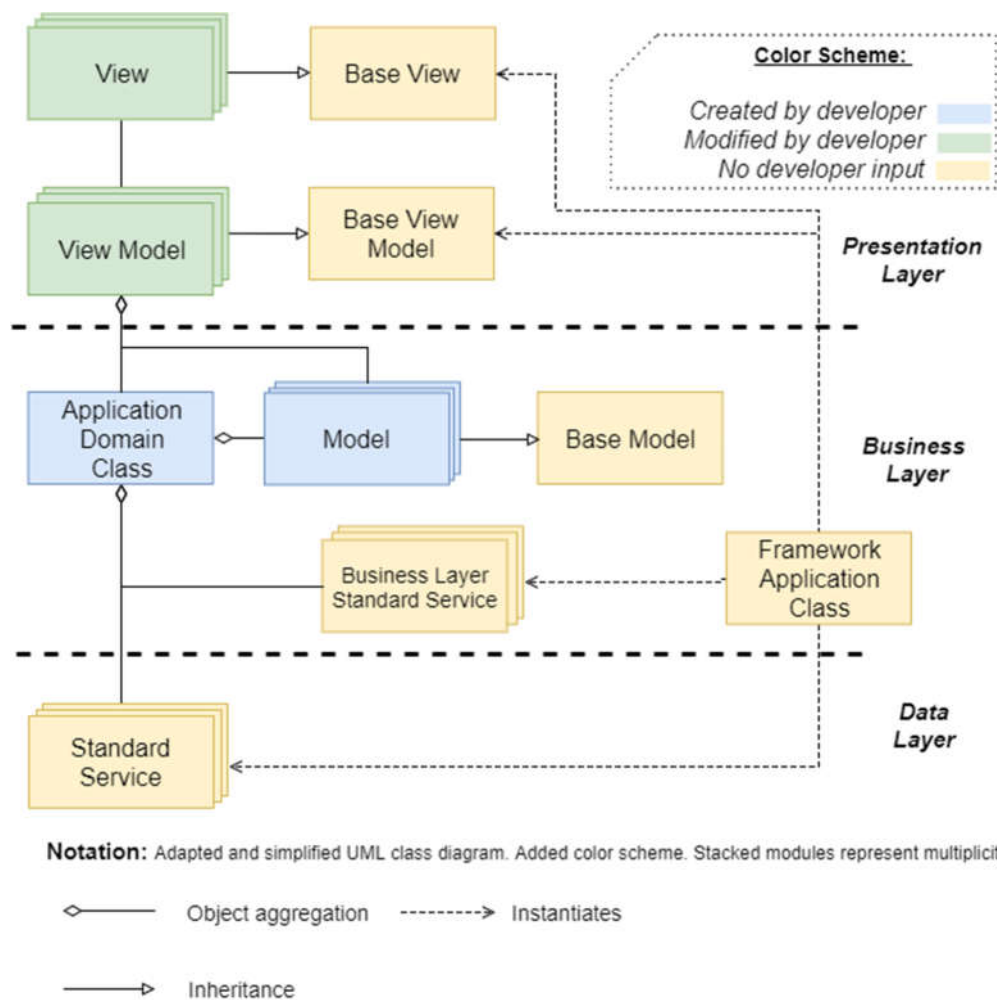 View
Base View
Color Scheme:
Created by developer
Modified by developer
No developer input
View Model
Base View
Model
Presentation
Layer
Application
Domain
Class
Model
Base Model
Business
Layer
Business Layer
Standard Service
Framework
Application
Class
Data
Layer
Standard
Service
Notation: Adapted and simplified UML class diagram. Added color scheme. Stacked modules represent multiplicit
Object aggregation
Instantiates
Inheritance